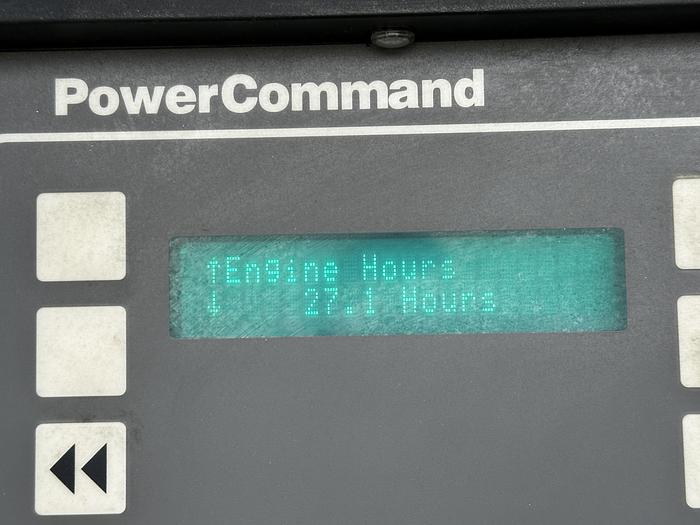 PowerCommand
↑Engine Hours
↓ 27.1 Hours